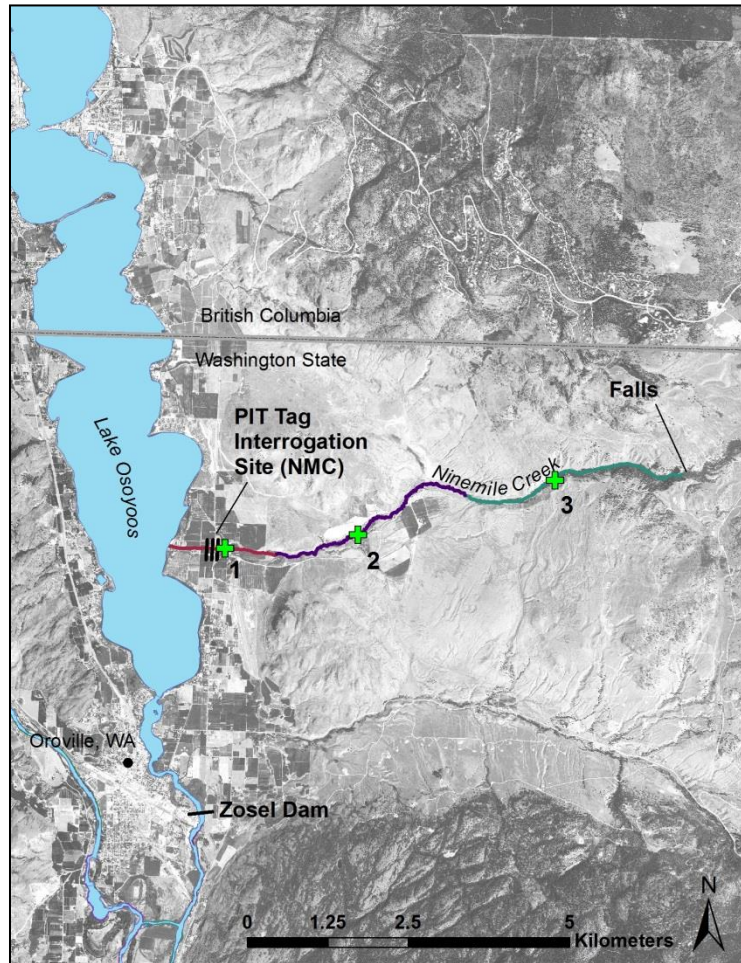 British Columbia
Washington State
Falls
PIT Tag
Interrogation
Site (NMC)
Lake Osoyoos
Ninemile Creek
1
2
3
Oroville, WA
Zosel Dam
N
0 1.25 2.5 5
Kilometers